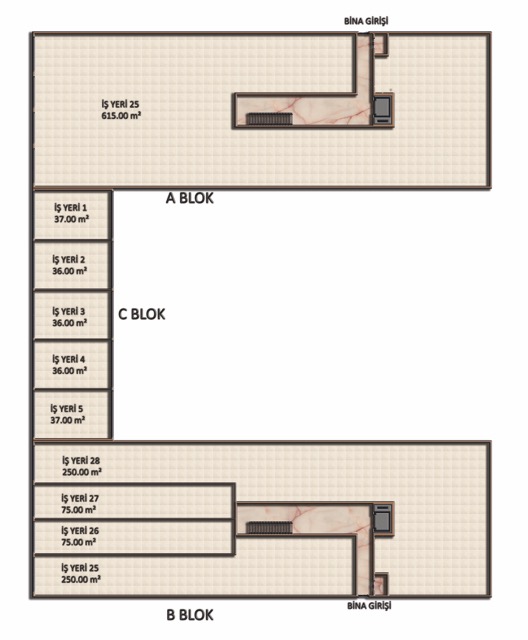 BİNA GİRİŞİ
İŞ YERİ 25
615.00 m²
A BLOK
İŞ YERİ 1
37.00 m²
İŞ YERİ 2
36.00 m²
İŞ YERİ 3
36.00 m²
C BLOK
İŞ YERİ 4
36.00 m²
İŞ YERİ 5
37.00 m²
İŞ YERİ 28
250.00 m²
İŞ YERİ 27
75.00 m²
İŞ YERİ 26
75.00 m²
İŞ YERİ 25
250.00 m²
BİNA GİRİŞİ
B BLOK